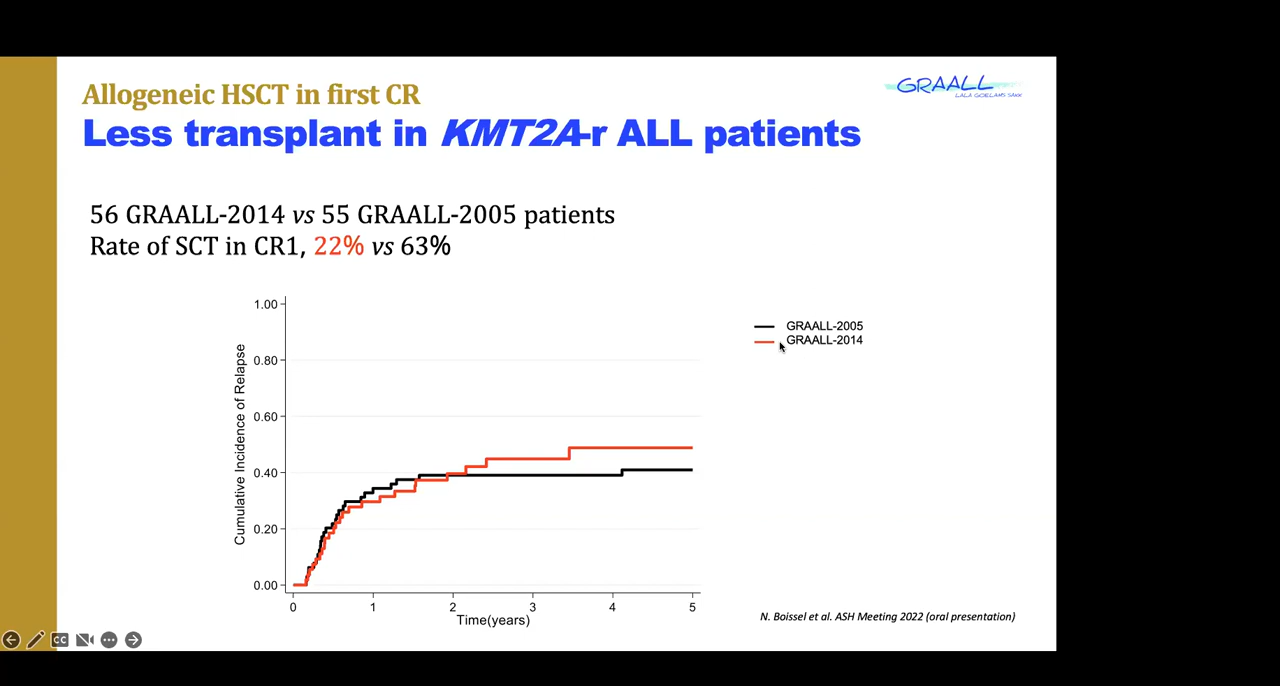 Allogeneic HSCT in first CR
GRAALL
Less transplant in KMT2A-r ALL patients
56 GRAALL-2014 vs 55 GRAALL-2005 patients
Rate of SCT in CR1, 22% vs 63%
Cumulative Incidence of Relapse
1.00
0.80
0.60
0.40
0.20
0.00
0 1 2 3 4 5
Time(years)
GRAALL-2005
GRAALL-2014
N. Boissel et al. ASH Meeting 2022 (oral presentation)
CC